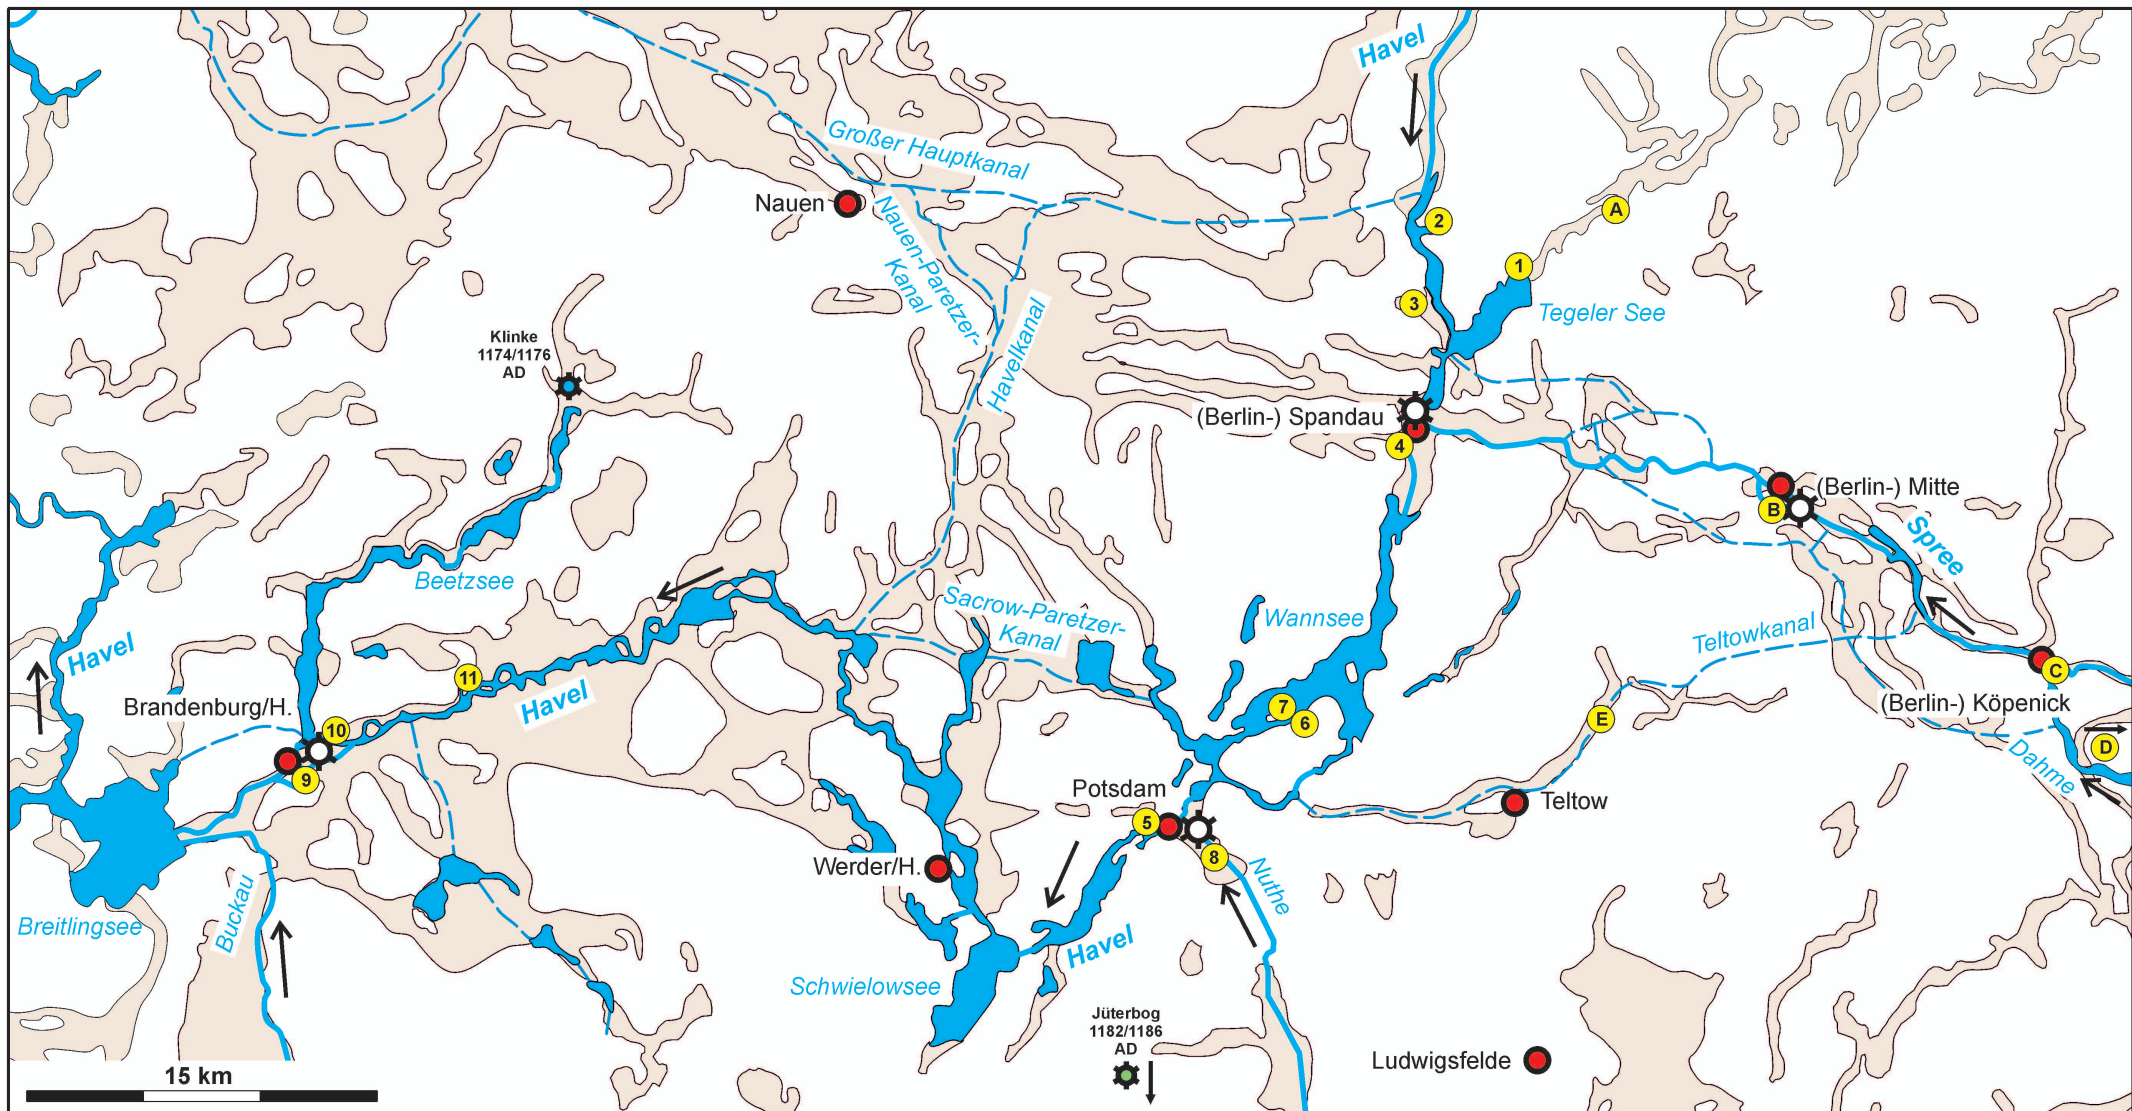 Havel
Großer Hauptkanal
Nauen
Nauen-Paretzer-
Kanal
A
2
1
3
Tegeler See
Havelkanal
Klinke
1174/1176
AD
(Berlin-) Spandau
4
(Berlin-) Mitte
B
Spree
Beetzsee
Sacrow-Paretzer-
Kanal
Wannsee
Teltowkanal
Havel
C
11
Havel
Brandenburg/H.
10
7
6
E
(Berlin-) Köpenick
D
9
Dahme
Potsdam
Teltow
5
Werder/H.
8
Nuthe
Buckau
Breitlingsee
Havel
Schwielowsee
Jüterbog
1182/1186
AD
Ludwigsfelde
15 km